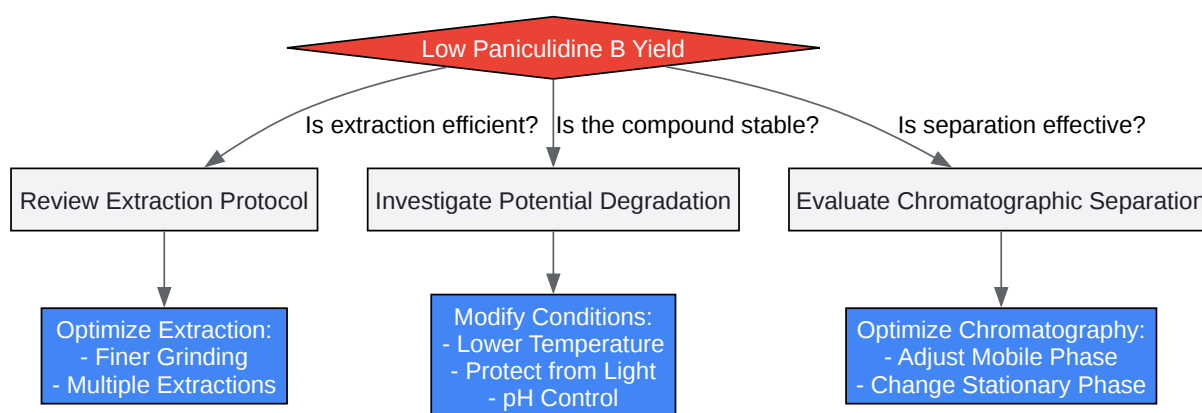 Low Paniculidine B Yield
Is extraction efficient?
Is the compound stable?
Is separation effective?
Review Extraction Protocol
Investigate Potential Degradation
Evaluate Chromatographic Separation
Optimize Extraction:
- Finer Grinding
- Multiple Extractions
Modify Conditions:
- Lower Temperature
- Protect from Light
- pH Control
Optimize Chromatography:
- Adjust Mobile Phase
- Change Stationary Phase